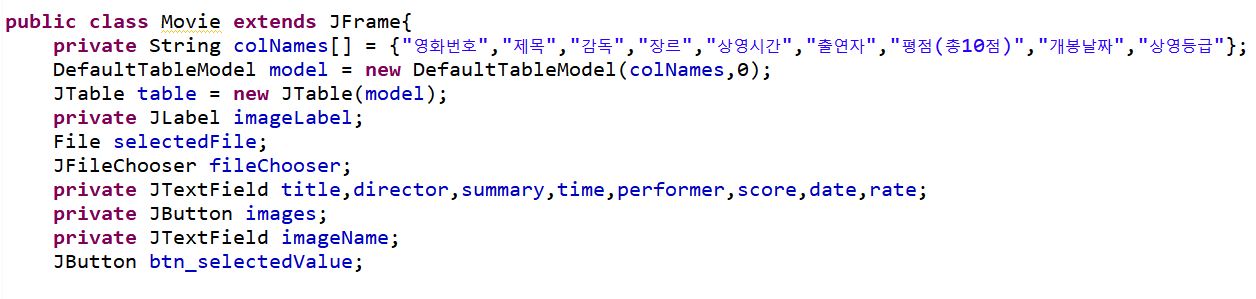 public class Movie extends JFrame{
private String colNames[] = {"영화번호","제목","감독","장르","상영시간","출연자","평점(총10점)","개봉날짜","상영등급"};
DefaultTableModel model = new DefaultTableModel(colNames,0);
JTable table = new JTable(model);
private JLabel imageLabel;
File selectedFile;
JFileChooser fileChooser;
private JTextField title,director,summary,time,performer,score,date,rate;
private JButton images;
private JTextField imageName;
JButton btn_selectedValue;